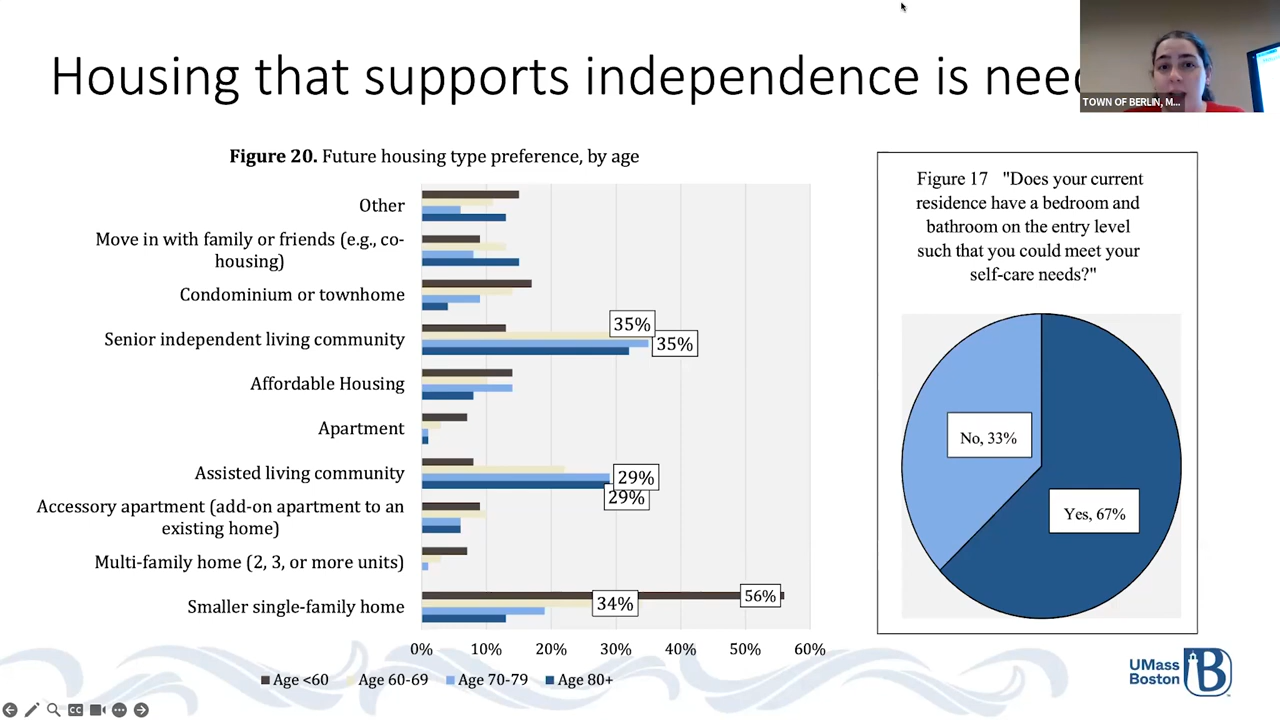 Housing that supports independence is nee
TOWN OF BERLIN, M...
Figure 20. Future housing type preference, by age
Other
Move in with family or friends (e.g., co-
housing)
Condominium or townhome
Senior independent living community
Affordable Housing
Apartment
Assisted living community
Accessory apartment (add-on apartment to an
existing home)
Multi-family home (2, 3, or more units)
Smaller single-family home
35%
35%
29%
29%
56%
34%
0% 10% 20% 30% 40% 50% 60%
Age <60 Age 60-69 Age 70-79 Age 80+
Figure 17 "Does your current
residence have a bedroom and
bathroom on the entry level
such that you could meet your
self-care needs?"
No, 33%
Yes, 67%
UMass
Boston
B
CC